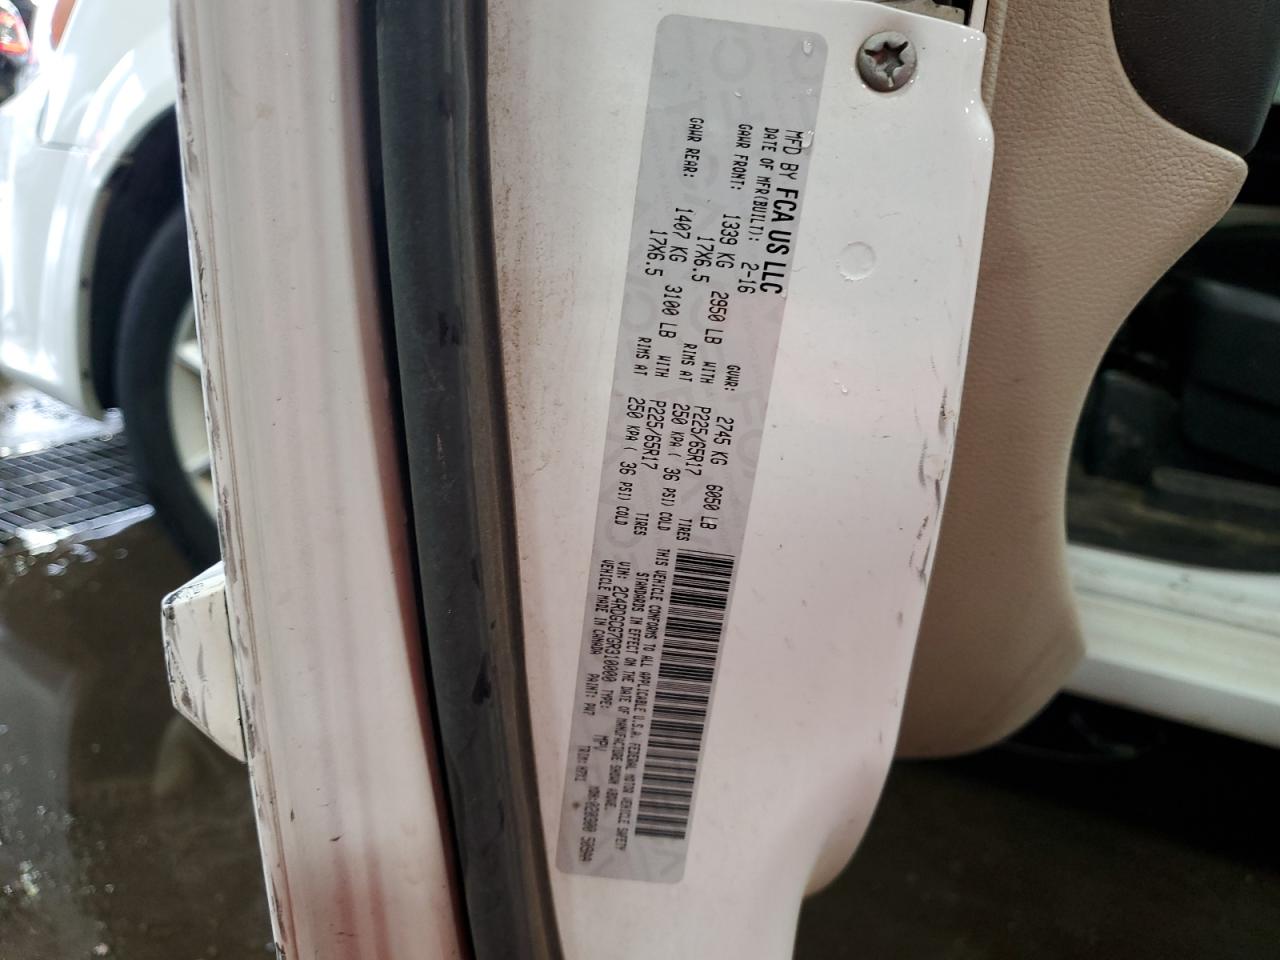 MFD BY FCA US LLC
DATE OF MFR(BUILT): 2-16 GVWR: 2745 KG 6050 LB
GAWR FRONT: 1339 KG 2950 LB WITH P225/65R17 TIRES
17X6.5 RIMS AT 250 KPA( 36 PSI) COLD
GAWR REAR: 1407 KG 3100 LB WITH P225/65R17 TIRES
17X6.5 RIMS AT 250 KPA( 36 PSI) COLD
THIS VEHICLE CONFORMS TO ALL APPLICABLE U.S.A. FEDERAL MOTOR VEHICLE SAFETY
STANDARDS IN EFFECT ON THE DATE OF MANUFACTURE SHOWN ABOVE.
VIN: 2C4RDGCG7GR310000 TYPE: MPV
VEHICLE MADE IN CANADA PAINT: PW7